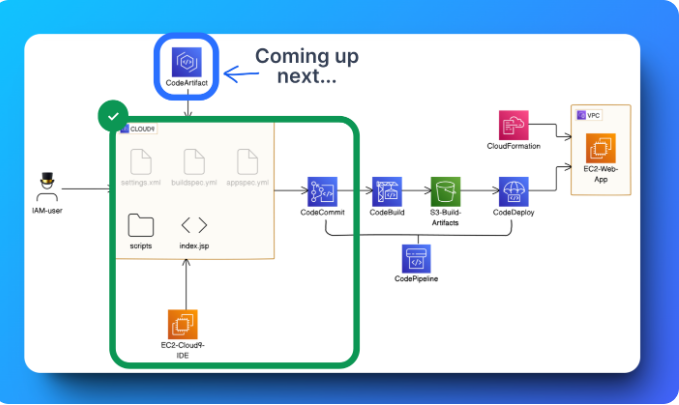 Coming up
next...
CodeArtifact
CLOUD9
VPC
CloudFormation
settings.xml
buildspec.yml
appspec.yml
EC2-Web-
App
IAM-user
CodeCommit
CodeBuild
S3-Build-
Artifacts
CodeDeploy
scripts
index.jsp
CodePipeline
EC2-Cloud9-
IDE